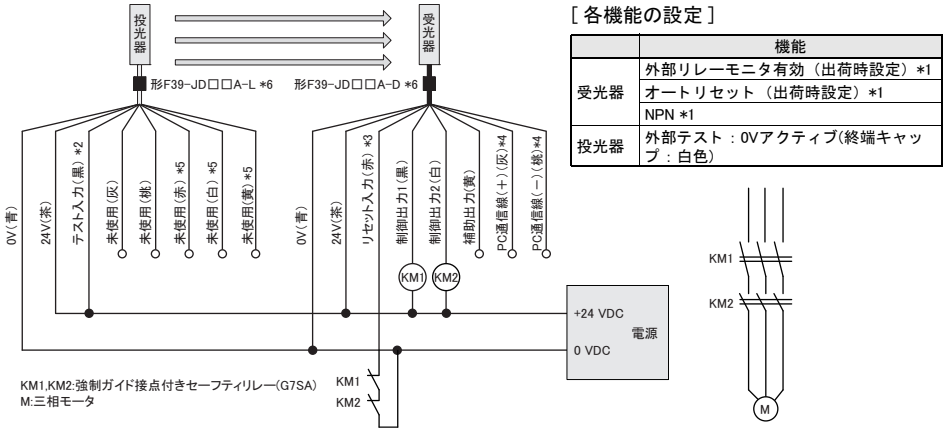 投光器
受光器
形F39-JD□□A-L *6
形F39-JD□□A-D *6
0V(青)
24V(茶)
テスト入力(黒) *2
未使用(灰)
未使用(桃)
未使用(赤) *5
未使用(白) *5
未使用(黄) *5
0V(青)
24V(茶)
リセット入力(赤) *3
制御出力1(黒)
制御出力2(白)
補助出力(黄)
PC通信線(+)(灰)*4
PC通信線(-)(桃)*4
KM1
KM2
+24 VDC
電源
0 VDC
KM1
KM2
KM1,KM2:強制ガイド接点付きセーフティリレー(G7SA)
M:三相モータ
[ 各機能の設定 ]
機能
受光器
外部リレーモニタ有効（出荷時設定）*1
オートリセット（出荷時設定）*1
NPN *1
投光器
外部テスト：0Vアクティブ(終端キャッ
プ：白色)
KM1
KM2
M